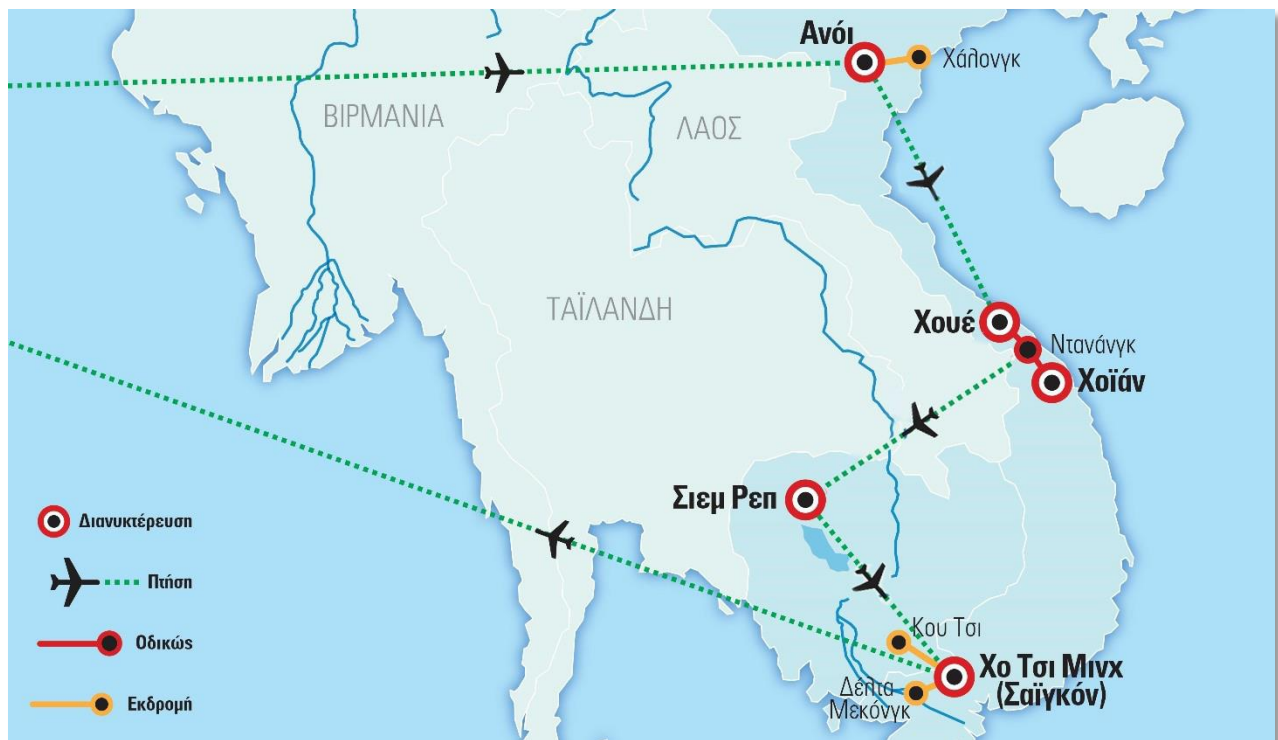 Ανόι
Χάλονγκ
ΒΙΡΜΑΝΙΑ
ΛΑΟΣ
ΤΑΪΛΑΝΔΗ
Χουέ
Ντανάνγκ
Χοϊάν
Σιεμ Ρεπ
Διανυκτέρευση
Πτήση
Οδικώς
Εκδρομή
Κου Τσι
Χο Τσι Μινχ
(Σαϊγκόν)
Δέλτα
Μεκόνγκ